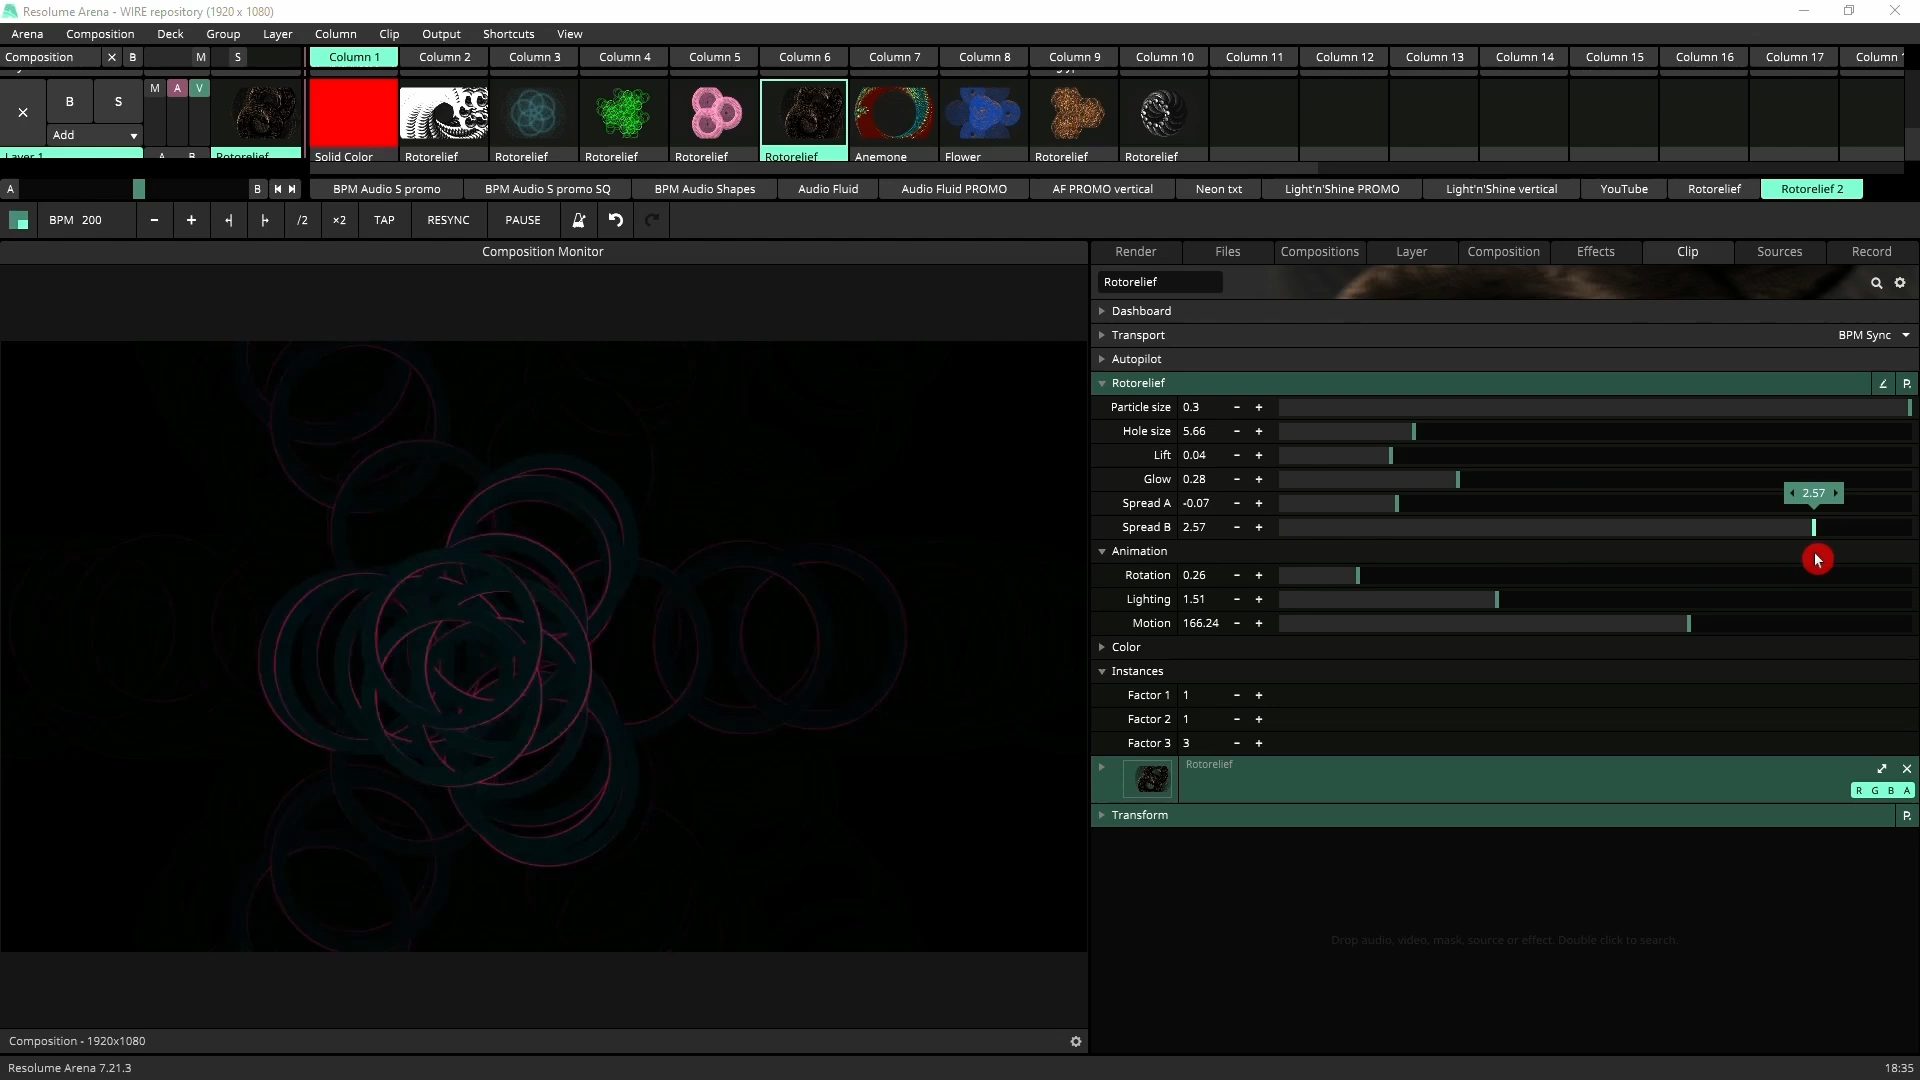 Resolume Arena - WIRE repository (1920 x 1080)
Arena Composition Deck Group Layer Column Clip Output Shortcuts View
Composition B M S Column 1 Column 2 Column 3 Column 4 Column 5 Column 6 Column 7 Column 8 Column 9 Column 10 Column 11 Column 12 Column 13 Column 14 Column 15 Column 16 Column 17 Column
B S M A V
Add
Layer 1 A B Rotorelief Solid Color Rotorelief Rotorelief Rotorelief Rotorelief Rotorelief Anemone Flower Rotorelief Rotorelief
A B BPM Audio S promo BPM Audio S promo SQ BPM Audio Shapes Audio Fluid Audio Fluid PROMO AF PROMO vertical Neon txt Light'n'Shine PROMO Light'n'Shine vertical YouTube Rotorelief Rotorelief 2
BPM 200 - + /2 ×2 TAP RESYNC PAUSE
Composition Monitor
Render Files Compositions Layer Composition Effects Clip Sources Record
Rotorelief
Dashboard
Transport BPM Sync
Autopilot
Rotorelief P.
Particle size 0.3 - +
Hole size 5.66 - +
Lift 0.04 - +
Glow 0.28 - +
2.57
Spread A -0.07 - +
Spread B 2.57 - +
Animation
Rotation 0.26 - +
Lighting 1.51 - +
Motion 166.24 - +
Color
Instances
Factor 1 1 - +
Factor 2 1 - +
Factor 3 3 - +
Rotorelief
R G B A
Transform P.
Drop audio, video, mask, source or effect. Double click to search.
Composition - 1920x1080
Resolume Arena 7.21.3 18:35